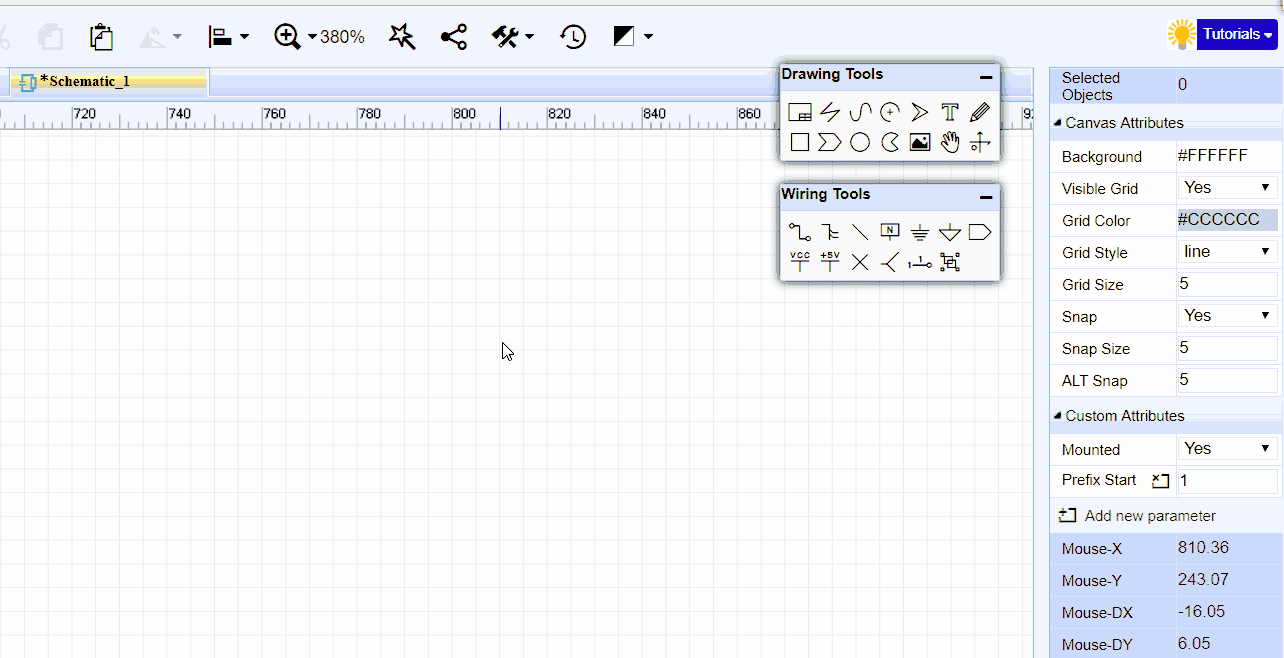 380%
Tutorials
*Schematic_1
720 740 760 780 800 820 840 860
Drawing Tools
T
Wiring Tools
N
VCC +5V 1
Selected Objects 0
Canvas Attributes
Background #FFFFFF
Visible Grid Yes
Grid Color #CCCCCC
Grid Style line
Grid Size 5
Snap Yes
Snap Size 5
ALT Snap 5
Custom Attributes
Mounted Yes
Prefix Start 1
Add new parameter
Mouse-X 810.36
Mouse-Y 243.07
Mouse-DX -16.05
Mouse-DY 6.05